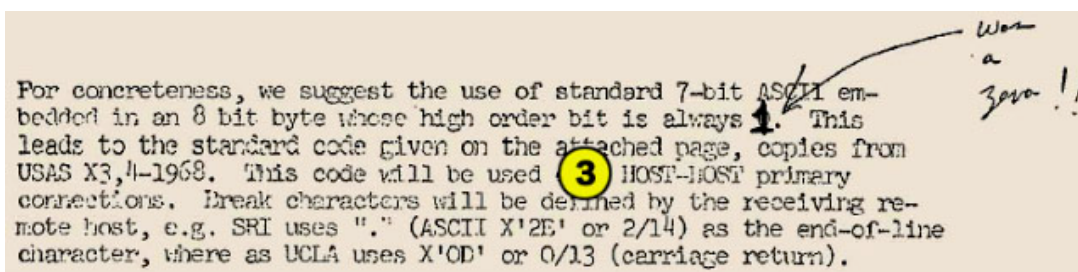 was
a
zero!!
For concreteness, we suggest the use of standard 7-bit ASCII em-
bedded in an 8 bit byte whose high order bit is always 1. This
leads to the standard code given on the attached page, copies from
USAS X3,4-1968. This code will be used 3 HOST-HOST primary
connections. Break characters will be defined by the receiving re-
mote host, e.g. SRI uses "." (ASCII X'2E' or 2/14) as the end-of-line
character, where as UCLA uses X'OD' or 0/13 (carriage return).